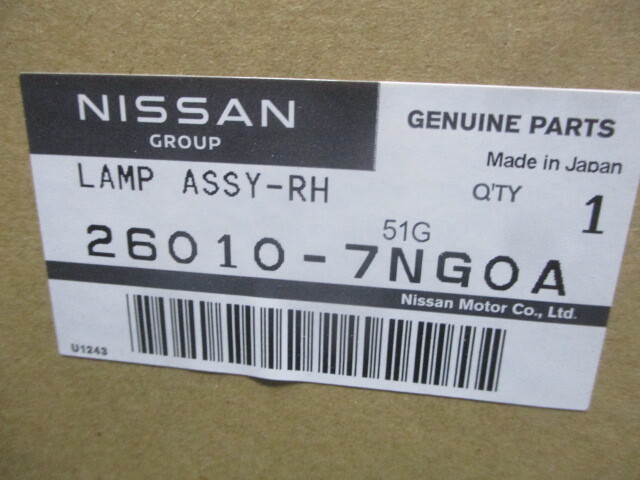 NISSAN
GROUP
GENUINE PARTS
Made in Japan
LAMP ASSY-RH
Q'TY 1
51G
26010-7NG0A
Nissan Motor Co., Ltd.
U1243